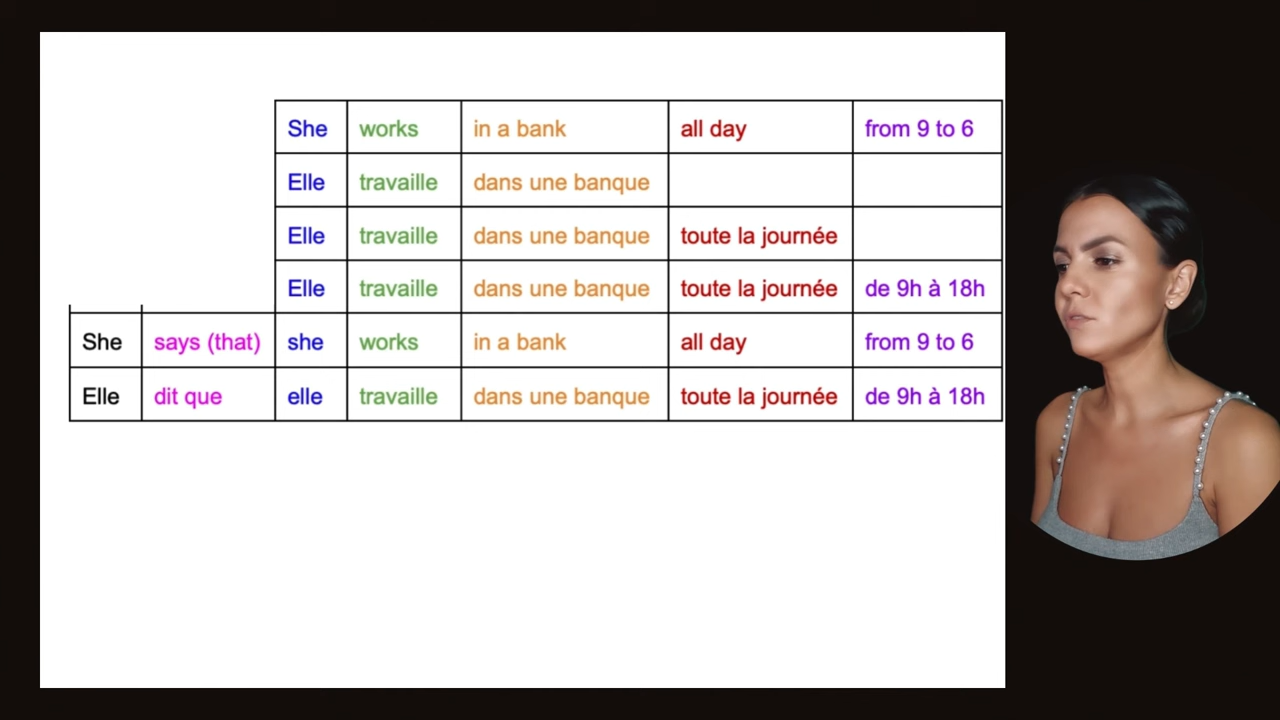 She works in a bank all day from 9 to 6
Elle travaille dans une banque
Elle travaille dans une banque toute la journée
Elle travaille dans une banque toute la journée de 9h à 18h
She says (that) she works in a bank all day from 9 to 6
Elle dit que elle travaille dans une banque toute la journée de 9h à 18h